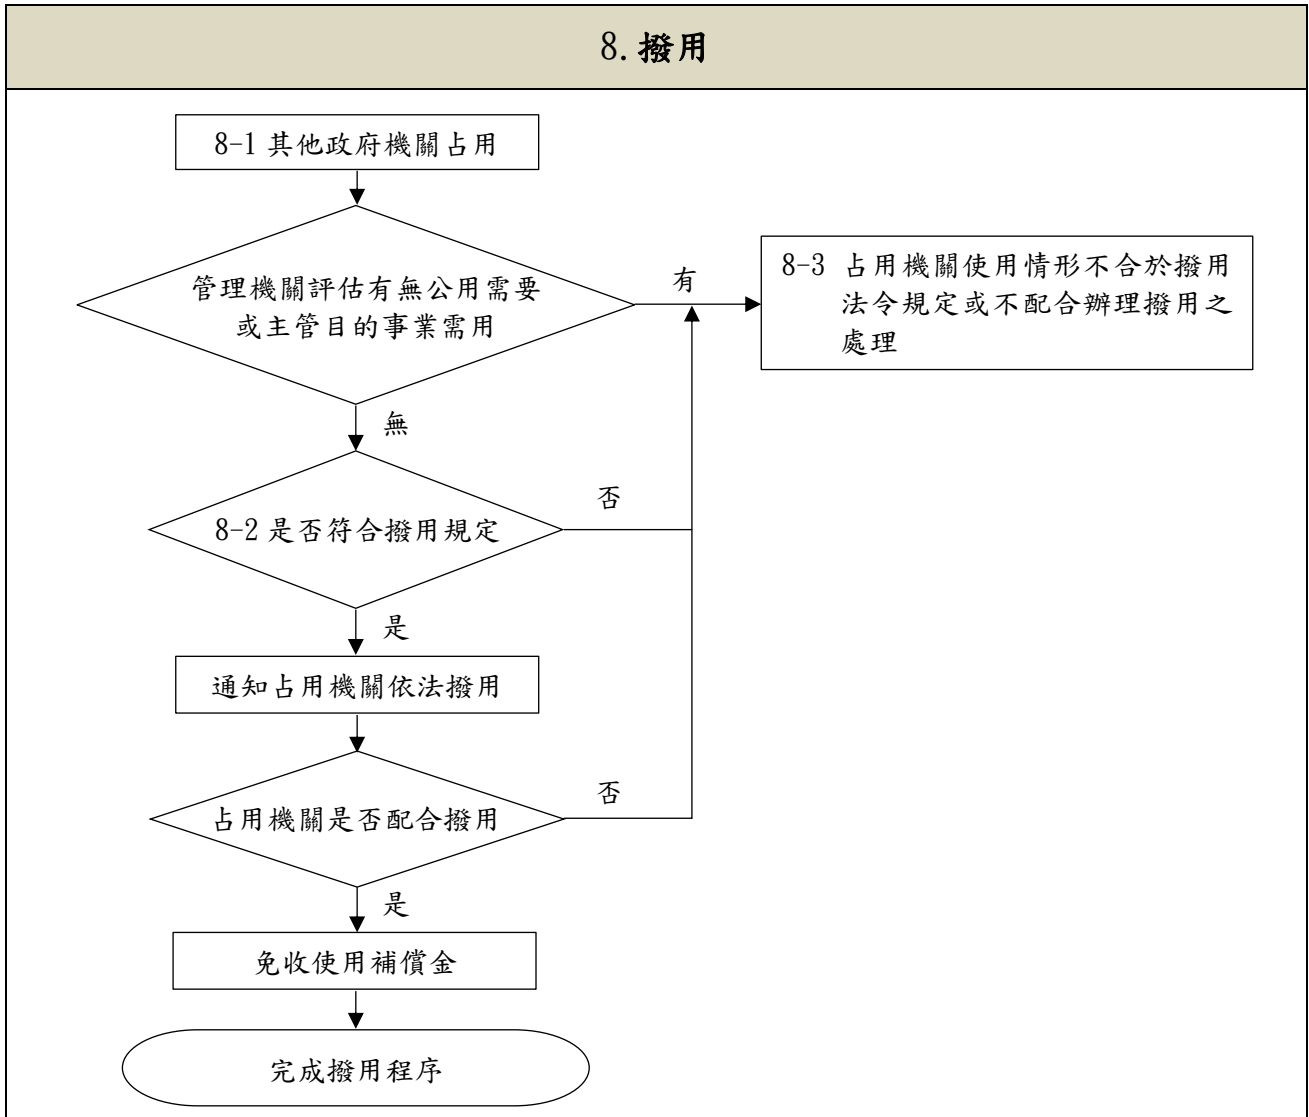 8.撥用
8-1 其他政府機關占用
管理機關評估有無公用需要
或主管目的事業需用
有
8-3 占用機關使用情形不合於撥用
法令規定或不配合辦理撥用之
處理
無
8-2 是否符合撥用規定
否
是
通知占用機關依法撥用
占用機關是否配合撥用
否
是
免收使用補償金
完成撥用程序